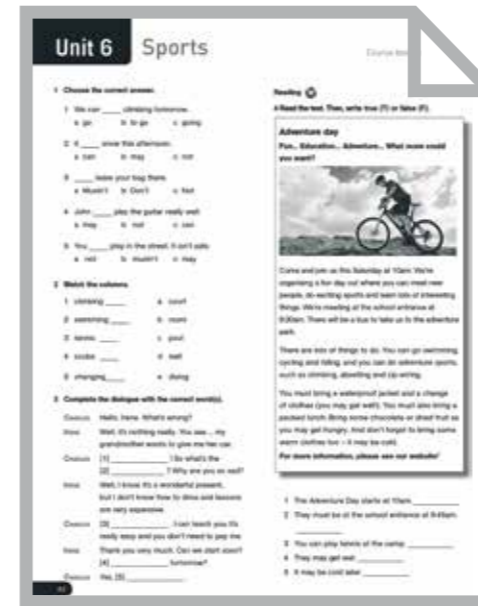 Unit 6 Sports
1 Choose the correct answer.
1 We can ____ climbing tomorrow.
a go b to go c going
2 It ____ snow this afternoon.
a can b may c not
3 ____ leave your bag there.
a Mustn't b Don't c Not
4 John ____ play the guitar really well.
a may b not c can
5 You ____ play in the street. It isn't safe.
a not b mustn't c may
2 Match the columns.
1 climbing ____ a court
2 swimming ____ b room
3 tennis ____ c pool
4 scuba ____ d wall
5 changing ____ e diving
3 Complete the dialogue with the correct word(s).
Hello, Irene. What's wrong?
Well, it's nothing really. You see... my
grandmother wants to give me her car.
[1] ____ ! So what's the
[2] ____ ? Why are you so sad?
Well, I know it's a wonderful present,
but I don't know how to drive and lessons
are very expensive.
[3] ____ . I can teach you. It's
really easy and you don't need to pay me.
Thank you very much. Can we start soon?
[4] ____ tomorrow?
Yes, [5] ____
Reading
4 Read the text. Then, write true (T) or false (F).
Adventure day
Fun... Education... Adventure... What more could
you want?
Come and join us this Saturday at 10am. We're
organising a fun day out where you can meet new
people, do exciting sports and learn lots of interesting
things. We're meeting at the school entrance at
9:30am. There will be a bus to take us to the adventure
park.
There are lots of things to do. You can go swimming,
cycling and hiking, and you can do adventure sports,
such as climbing, abseiling and zip-wiring.
You must bring a waterproof jacket and a change
of clothes (you may get wet!). You must also bring a
packed lunch. Bring some chocolate or dried fruit as
you may get hungry. And don't forget to bring some
warm clothes too – it may be cold.
For more information, please see our website!
1 The Adventure Day starts at 10am. ____
2 They must be at the school entrance at 9:45am.
____
3 You can play tennis at the camp. ____
4 They may get wet. ____
5 It may be cold later. ____